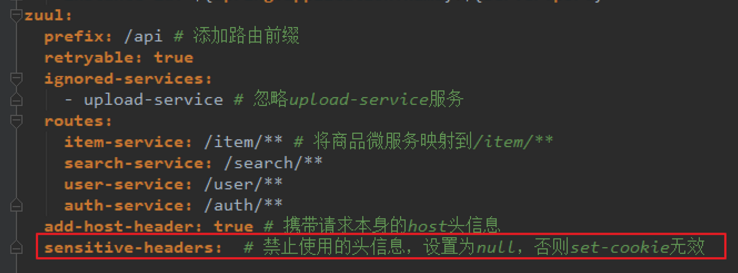 zuul:
prefix: /api # 添加路由前缀
retryable: true
ignored-services:
- upload-service # 忽略upload-service服务
routes:
item-service: /item/** # 将商品微服务映射到/item/**
search-service: /search/**
user-service: /user/**
auth-service: /auth/**
add-host-header: true # 携带请求本身的host头信息
sensitive-headers: # 禁止使用的头信息，设置为null，否则set-cookie无效